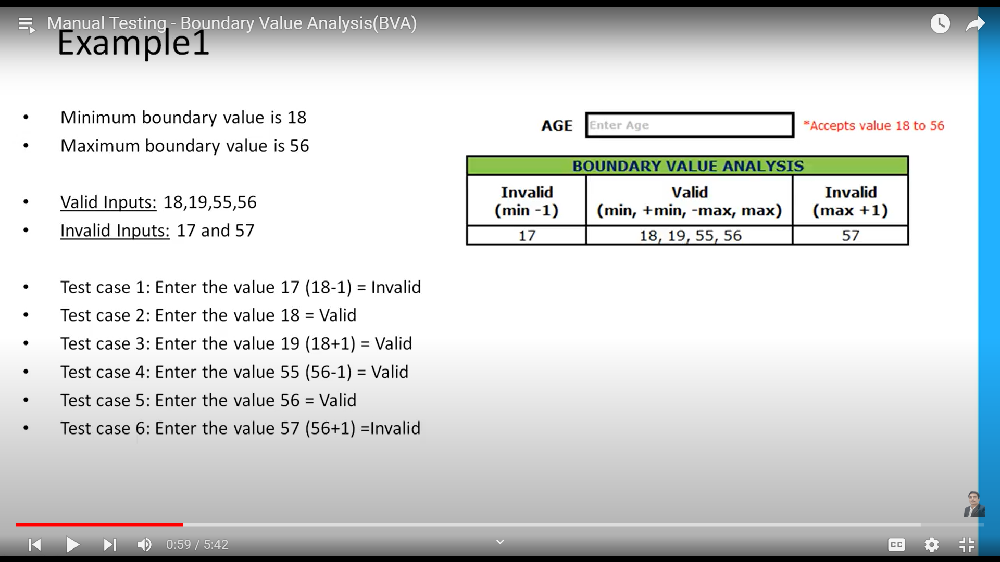 Manual Testing - Boundary Value Analysis(BVA)
Example1
• Minimum boundary value is 18
• Maximum boundary value is 56
• Valid Inputs: 18,19,55,56
• Invalid Inputs: 17 and 57
• Test case 1: Enter the value 17 (18-1) = Invalid
• Test case 2: Enter the value 18 = Valid
• Test case 3: Enter the value 19 (18+1) = Valid
• Test case 4: Enter the value 55 (56-1) = Valid
• Test case 5: Enter the value 56 = Valid
• Test case 6: Enter the value 57 (56+1) =Invalid
AGE Enter Age *Accepts value 18 to 56
BOUNDARY VALUE ANALYSIS
Invalid Valid Invalid
(min -1) (min, +min, -max, max) (max +1)
17 18, 19, 55, 56 57
0:59 / 5:42
CC